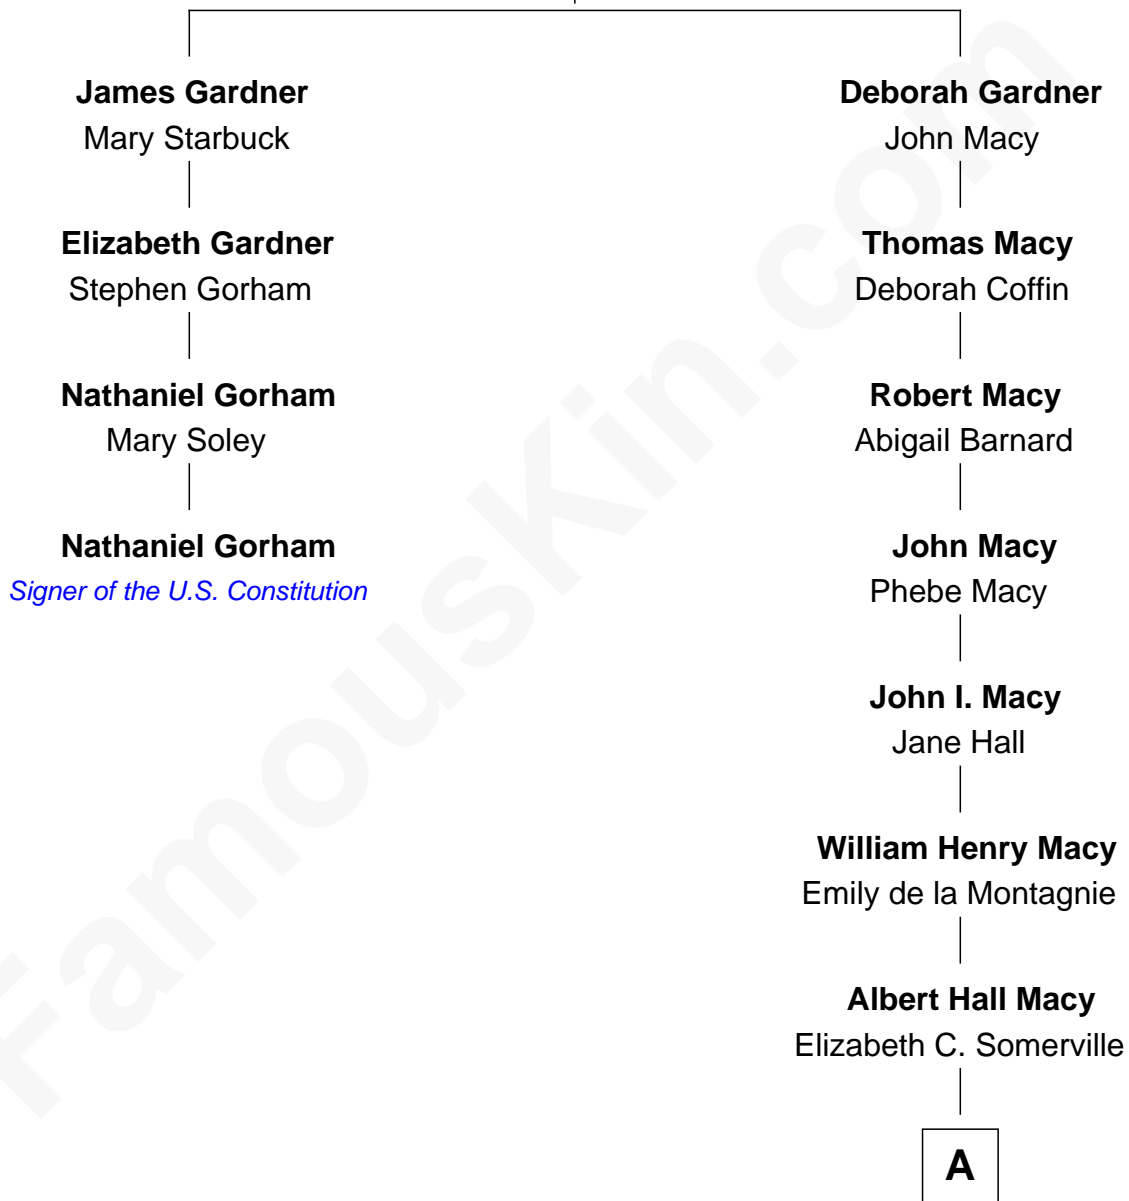 James Gardner
Mary Starbuck
Elizabeth Gardner
Stephen Gorham
Nathaniel Gorham
Mary Soley
Nathaniel Gorham
Signer of the U.S. Constitution
Deborah Gardner
John Macy
Thomas Macy
Deborah Coffin
Robert Macy
Abigail Barnard
John Macy
Phebe Macy
John I. Macy
Jane Hall
William Henry Macy
Emily de la Montagnie
Albert Hall Macy
Elizabeth C. Somerville
A
FamousKin.com